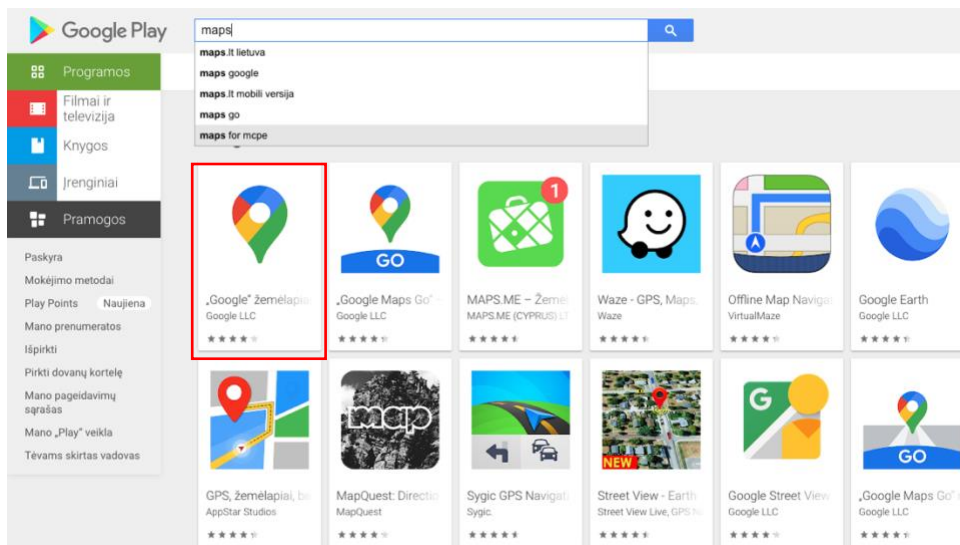 Google Play
maps
maps.lt lietuva
maps google
maps.lt mobili versija
maps go
maps for mcpe
Programos
Filmai ir
televizija
Knygos
Įrenginiai
Pramogos
Paskyra
Mokėjimo metodai
Play Points Naujiena
Mano prenumeratos
Išpirkti
Pirkti dovanų kortelę
Mano pageidavimų
sąrašas
Mano „Play“ veikla
Tėvams skirtas vadovas
GO
1
„Google“ žemėlapia
Google LLC
„Google Maps Go“ –
Google LLC
MAPS.ME – Žemė
MAPS.ME (CYPRUS) LT
Waze - GPS, Maps,
Waze
Offline Map Naviga
VirtualMaze
Google Earth
Google LLC
map
NEW
G
GO
GPS, žemėlapiai, ba
AppStar Studios
MapQuest: Directio
MapQuest
Sygic GPS Navigat
Sygic.
Street View - Earth
Street View Live, GPS
Google Street View
Google LLC
„Google Maps Go“
Google LLC